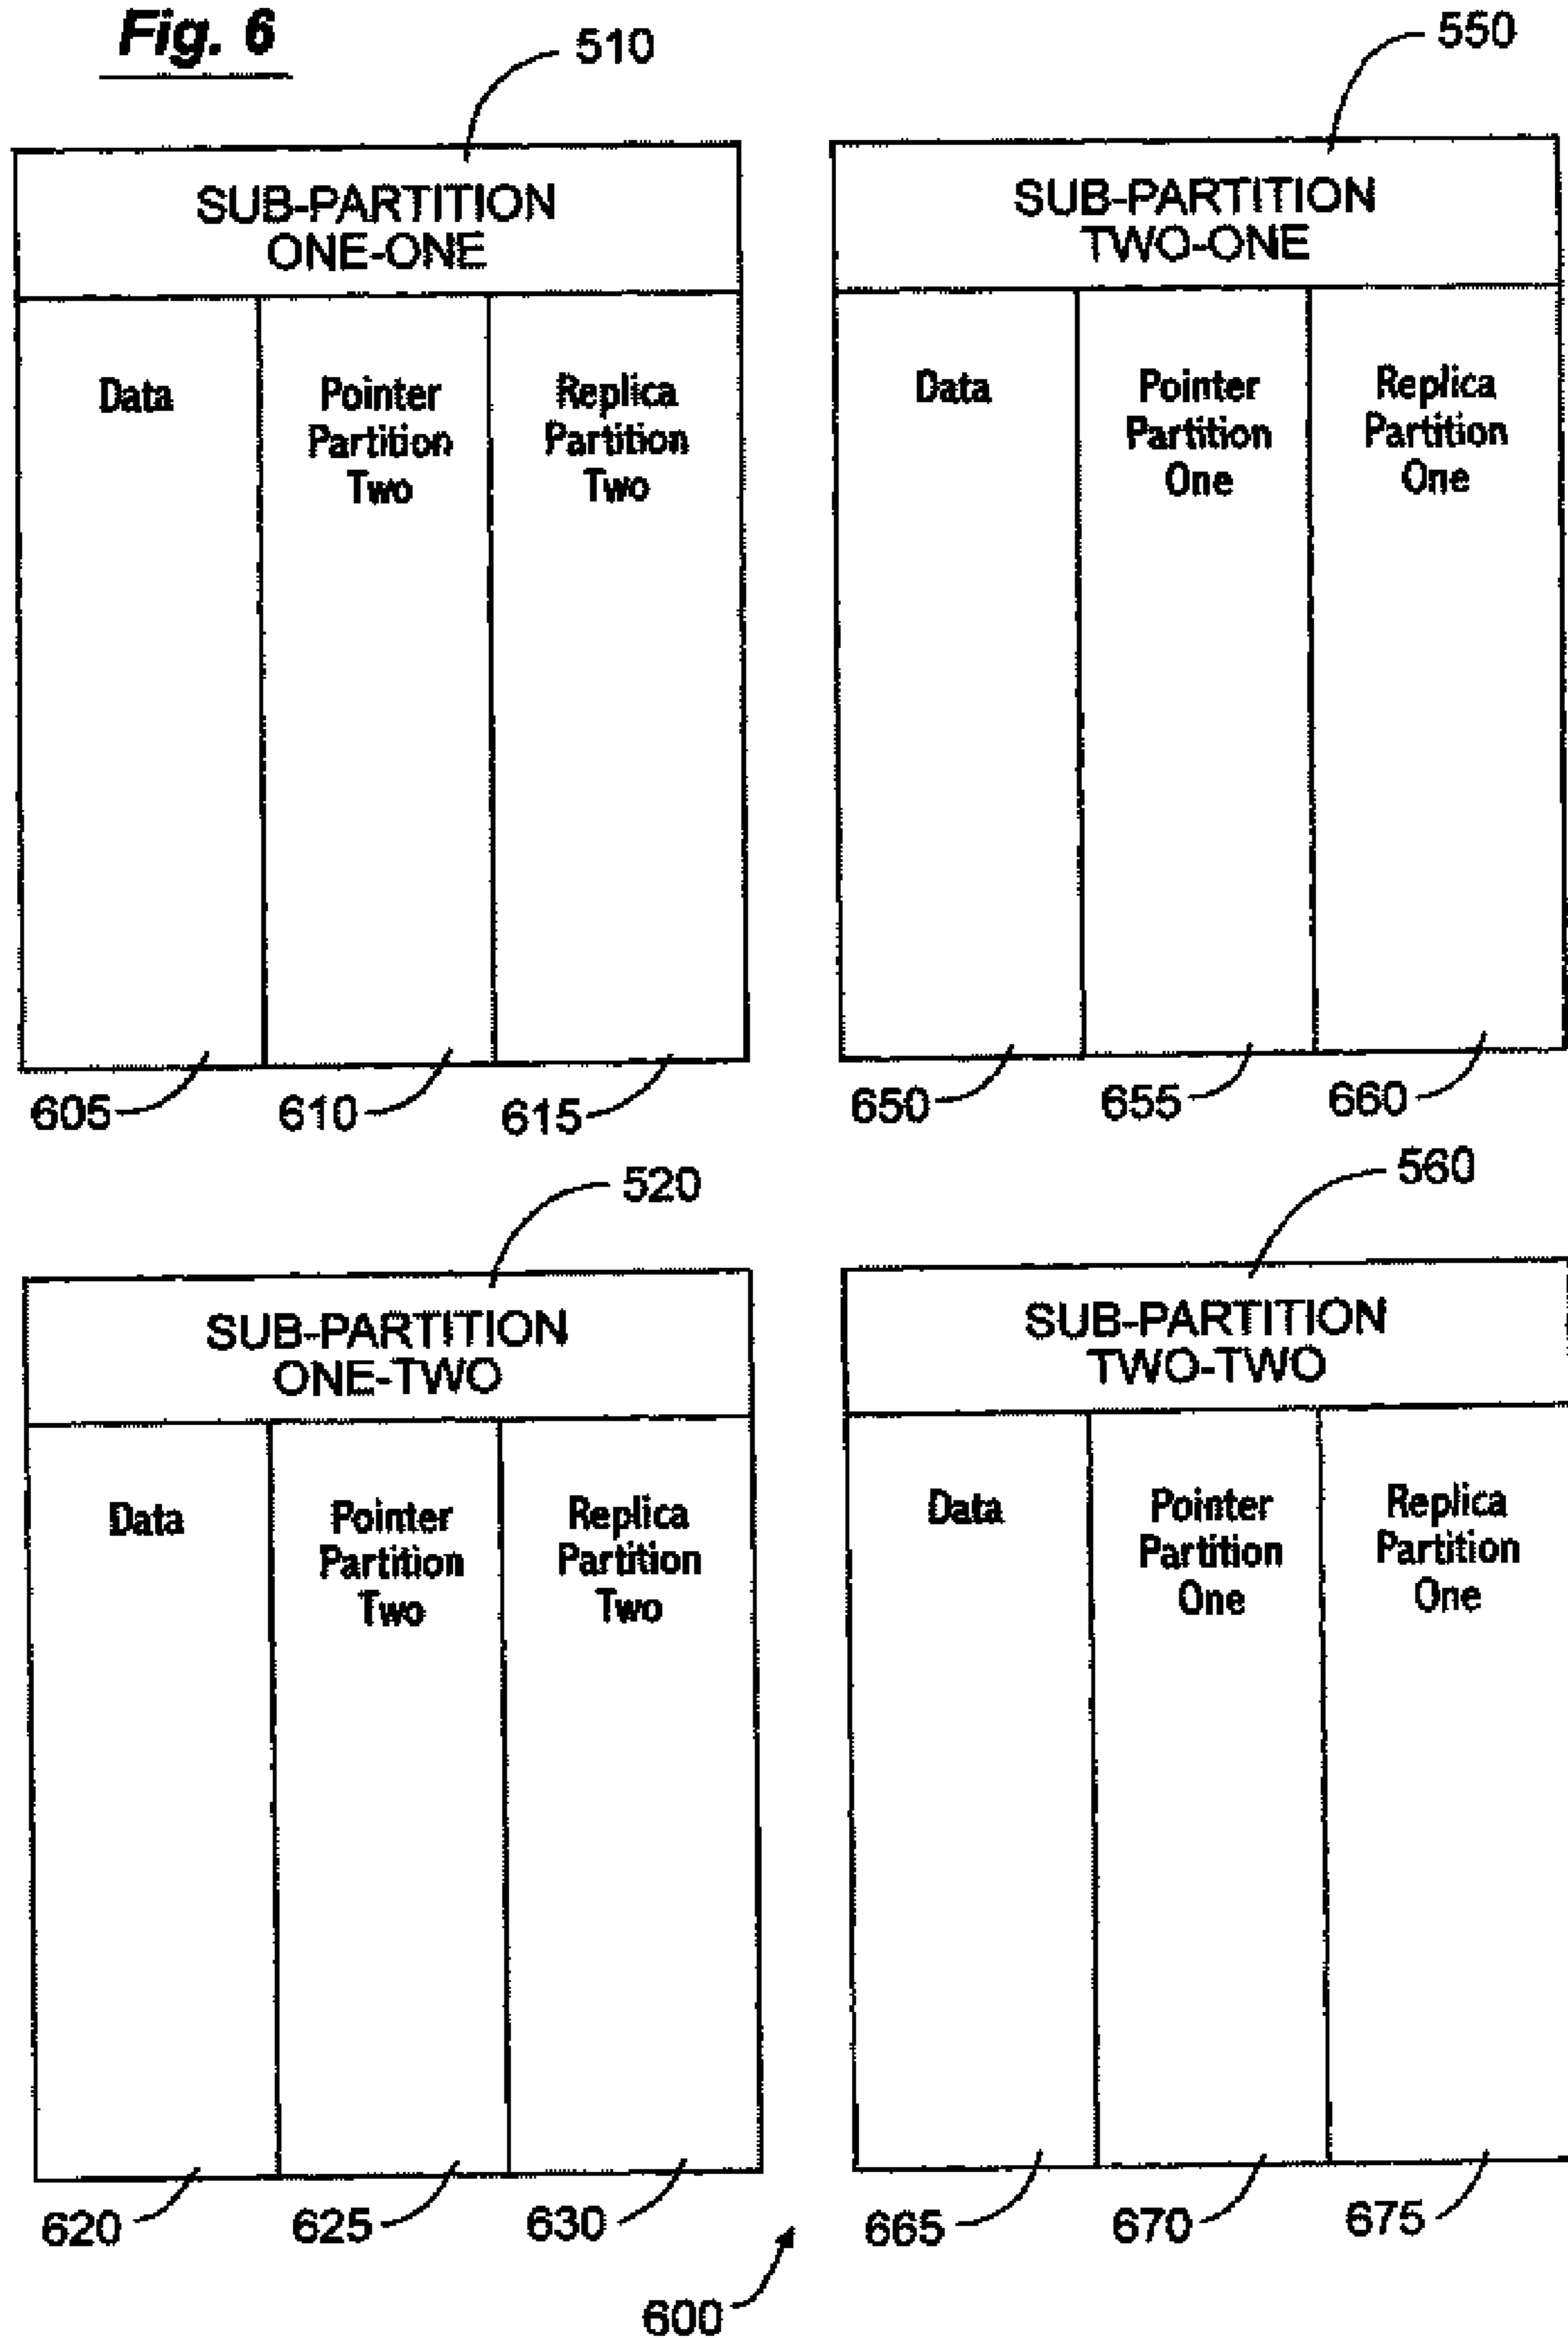 Fig. 6
510
SUB-PARTITION
ONE-ONE
Data
Pointer
Partition
Two
Replica
Partition
Two
605
610
615
550
SUB-PARTITION
TWO-ONE
Data
Pointer
Partition
One
Replica
Partition
One
650
655
660
520
SUB-PARTITION
ONE-TWO
Data
Pointer
Partition
Two
Replica
Partition
Two
620
625
630
560
SUB-PARTITION
TWO-TWO
Data
Pointer
Partition
One
Replica
Partition
One
665
670
675
600